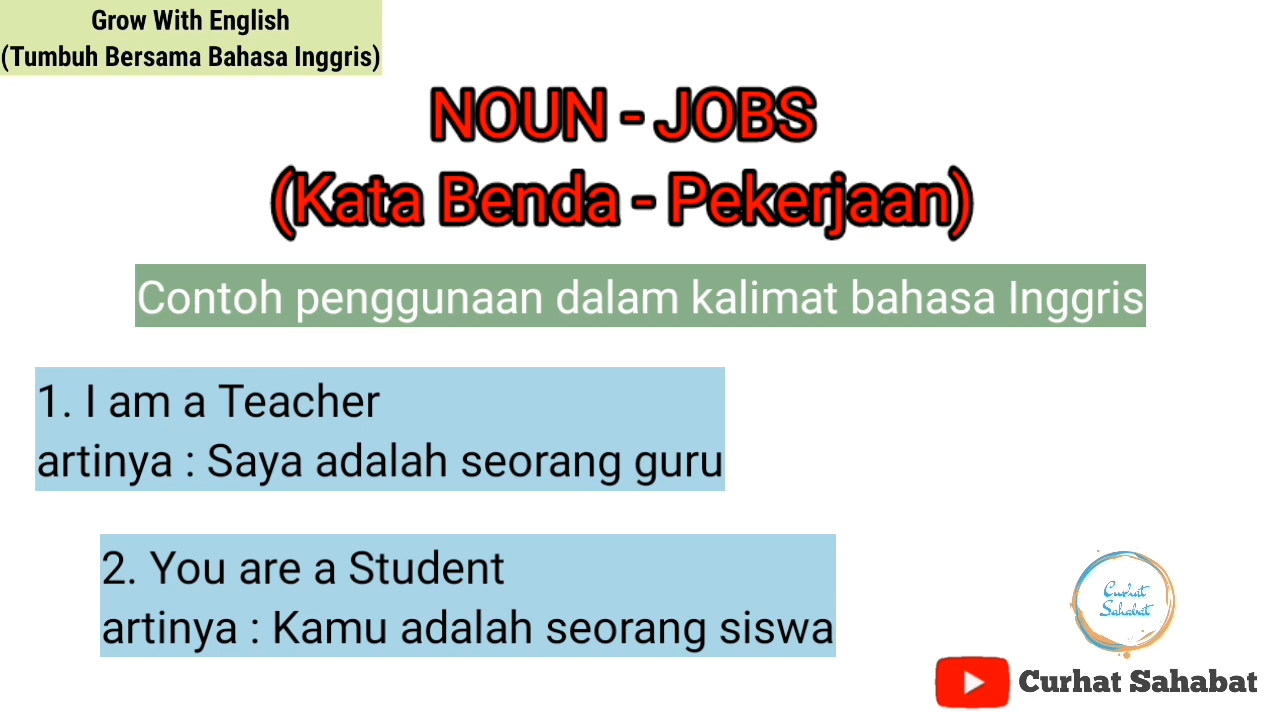 Grow With English
(Tumbuh Bersama Bahasa Inggris)
NOUN - JOBS
(Kata Benda - Pekerjaan)
Contoh penggunaan dalam kalimat bahasa Inggris
1. I am a Teacher
artinya : Saya adalah seorang guru
2. You are a Student
artinya : Kamu adalah seorang siswa
Curhat
Sahabat
Curhat Sahabat